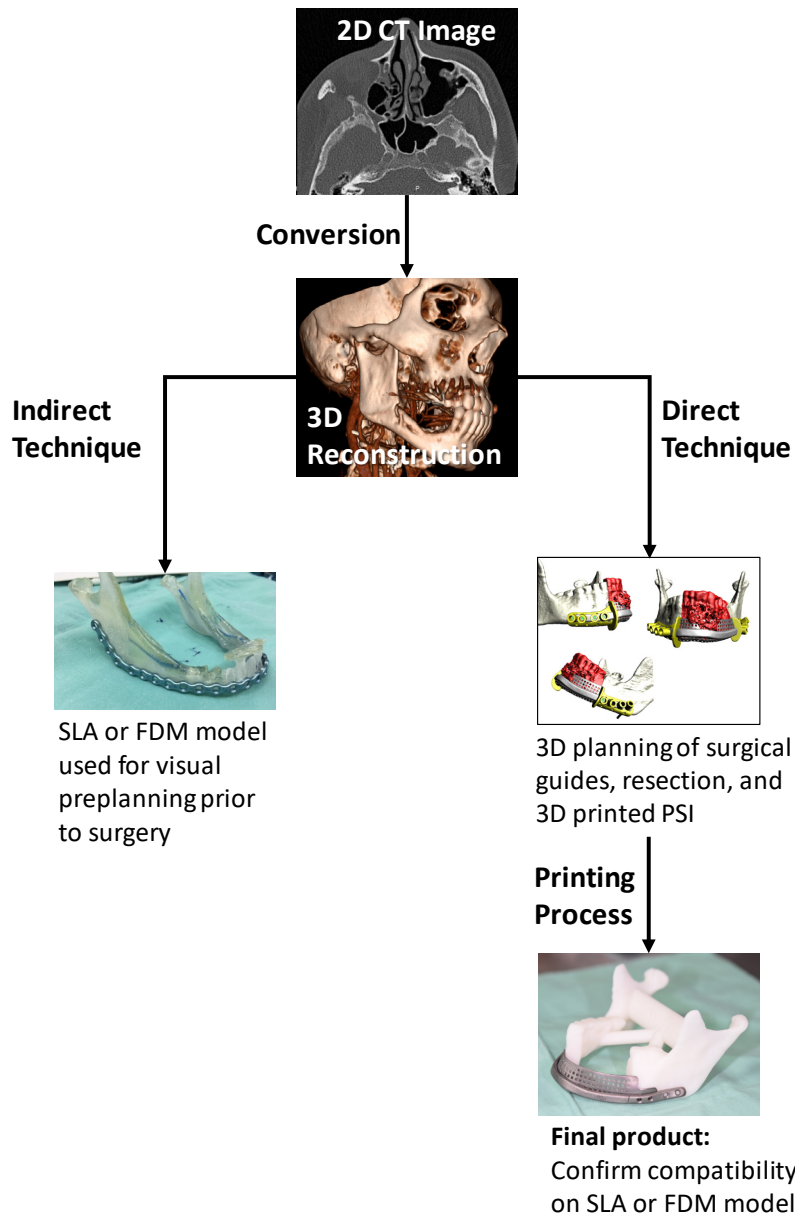 2D CT Image
P
Conversion
3D
Reconstruction
Indirect
Technique
Direct
Technique
SLA or FDM model
used for visual
preplanning prior
to surgery
3D planning of surgical
guides, resection, and
3D printed PSI
Printing
Process
Final product:
Confirm compatibility
on SLA or FDM model